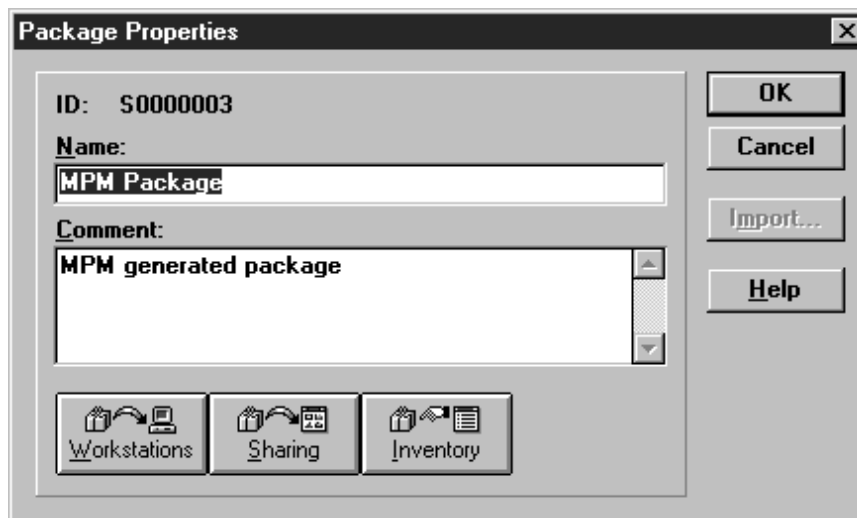 Package Properties
ID: S0000003
Name:
MPM Package
Comment:
MPM generated package
Workstations
Sharing
Inventory
OK
Cancel
Import...
Help